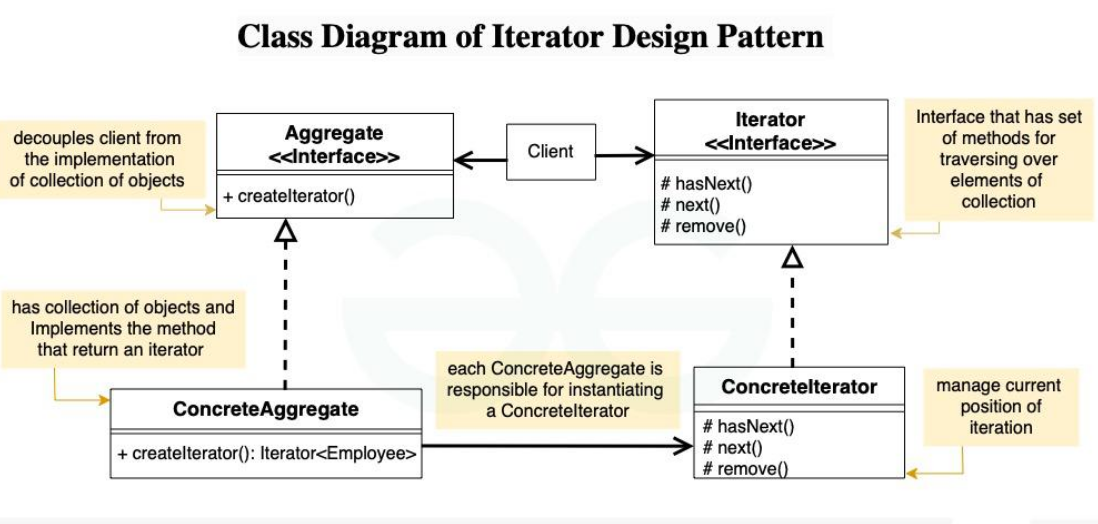 Class Diagram of Iterator Design Pattern
decouples client from
the implementation
of collection of objects
Aggregate
<<Interface>>
+ createIterator()
Client
Iterator
<<Interface>>
# hasNext()
# next()
# remove()
Interface that has set
of methods for
traversing over
elements of
collection
has collection of objects and
Implements the method
that return an iterator
ConcreteAggregate
+ createIterator(): Iterator<Employee>
each ConcreteAggregate is
responsible for instantiating
a ConcreteIterator
ConcreteIterator
# hasNext()
# next()
# remove()
manage current
position of
iteration